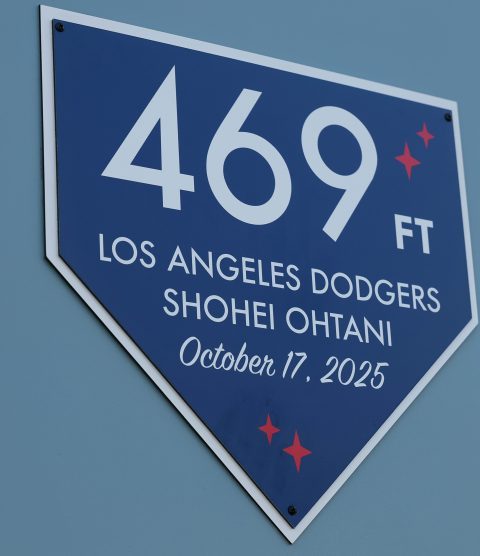 469 FT
LOS ANGELES DODGERS
SHOHEI OHTANI
October 17, 2025